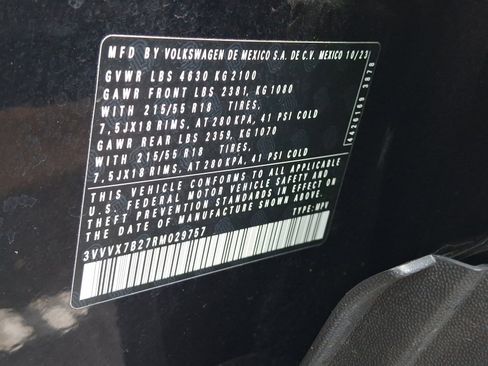 MFD BY VOLKSWAGEN DE MEXICO S.A. DE C.V. MEXICO 10/23
GVWR LBS 4630 KG 2100
GAWR FRONT LBS 2381, KG 1080
WITH 215/55 R18 TIRES,
7,5JX18 RIMS, AT 280 KPA, 41 PSI COLD
GAWR REAR LBS 2359, KG 1070
WITH 215/55 R18 TIRES,
7,5JX18 RIMS, AT 280 KPA, 41 PSI COLD
THIS VEHICLE CONFORMS TO ALL APPLICABLE
U.S. FEDERAL MOTOR VEHICLE SAFETY AND
THEFT PREVENTION STANDARDS IN EFFECT ON
THE DATE OF MANUFACTURE SHOWN ABOVE.
3VVVX7B27RM029757 TYPE: MPV